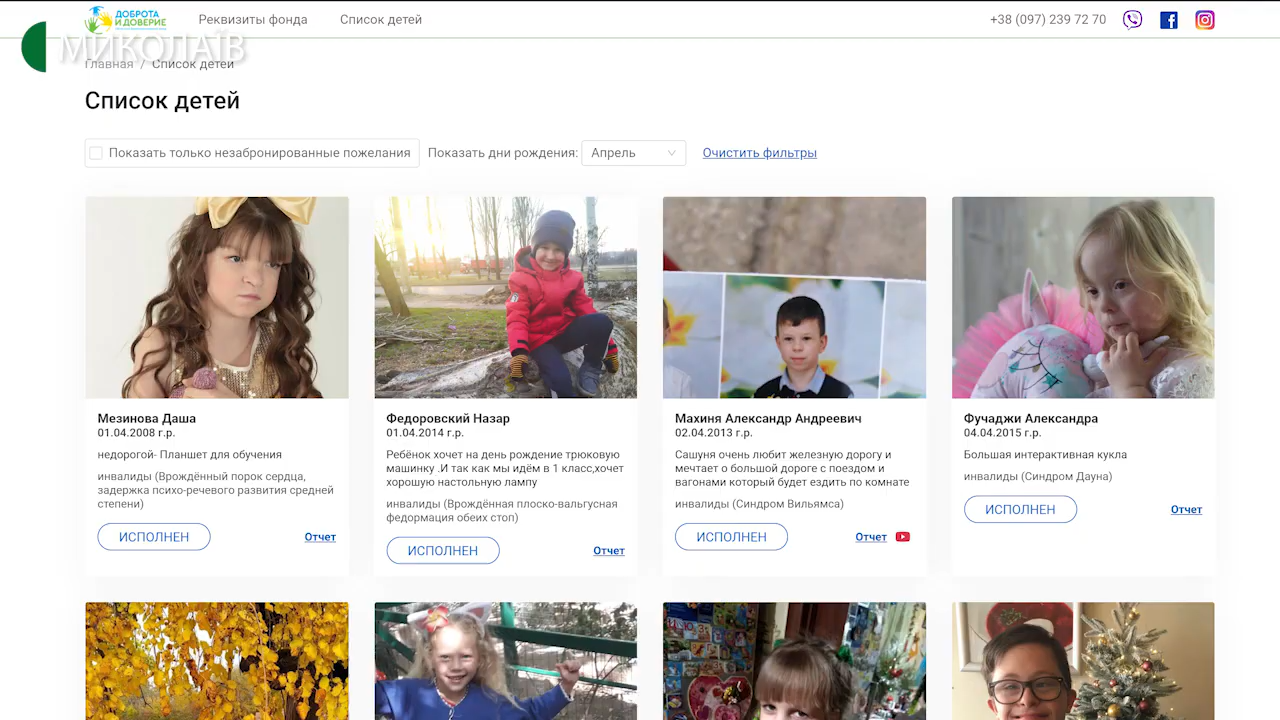 ДОБРОТА
И ДОВЕРИЕ
Реквизиты фонда
Список детей
+38 (097) 239 72 70
МИКОЛАЇВ
Главная / Список детей
Список детей
Показать только незабронированные пожелания
Показать дни рождения:
Апрель
Очистить фильтры
Мезинова Даша
01.04.2008 г.р.
недорогой- Планшет для обучения
инвалиды (Врождённый порок сердца,
задержка психо-речевого развития средней
степени)
ИСПОЛНЕН
Отчет
Федоровский Назар
01.04.2014 г.р.
Ребёнок хочет на день рождение трюковую
машинку .И так как мы идём в 1 класс,хочет
хорошую настольную лампу
инвалиды (Врождённая плоско-вальгусная
федормация обеих стоп)
ИСПОЛНЕН
Отчет
Махиня Александр Андреевич
02.04.2013 г.р.
Сашуня очень любит железную дорогу и
мечтает о большой дороге с поездом и
вагонами который будет ездить по комнате
инвалиды (Синдром Вильямса)
ИСПОЛНЕН
Отчет
Фучаджи Александра
04.04.2015 г.р.
Большая интерактивная кукла
инвалиды (Синдром Дауна)
ИСПОЛНЕН
Отчет